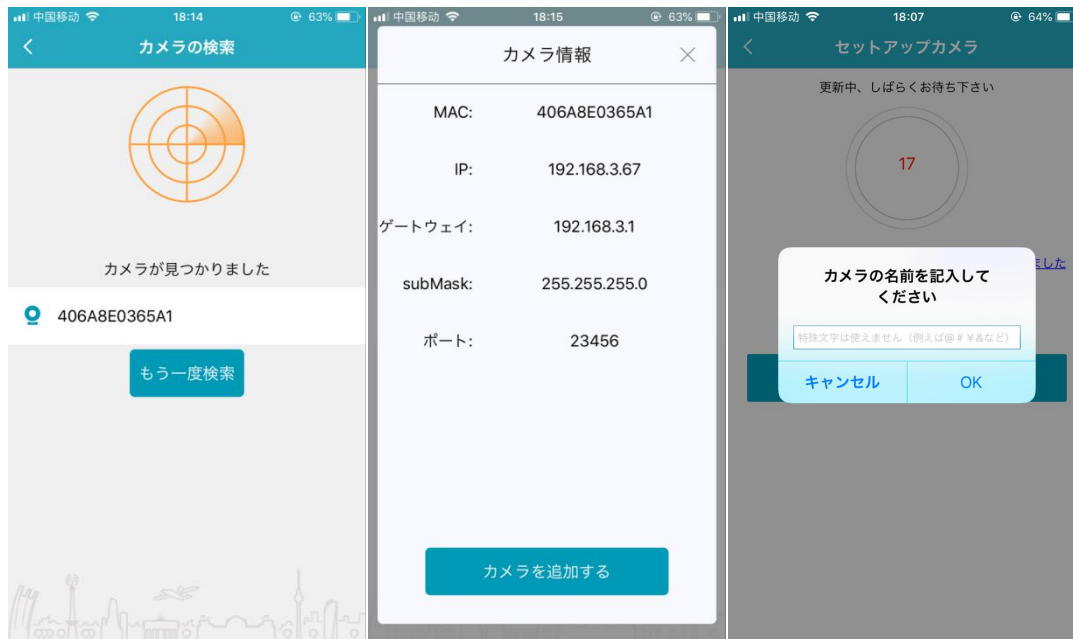 中国移动 18:14 63%
カメラの検索
カメラが見つかりました
406A8E0365A1
もう一度検索
中国移动 18:15 63%
カメラ情報
MAC: 406A8E0365A1
IP: 192.168.3.67
ゲートウェイ: 192.168.3.1
subMask: 255.255.255.0
ポート: 23456
カメラを追加する
中国移动 18:07 64%
セットアップカメラ
更新中、しばらくお待ち下さい
17
ました
カメラの名前を記入して
ください
特殊文字は使えません（例えば@#￥&など）
キャンセル OK